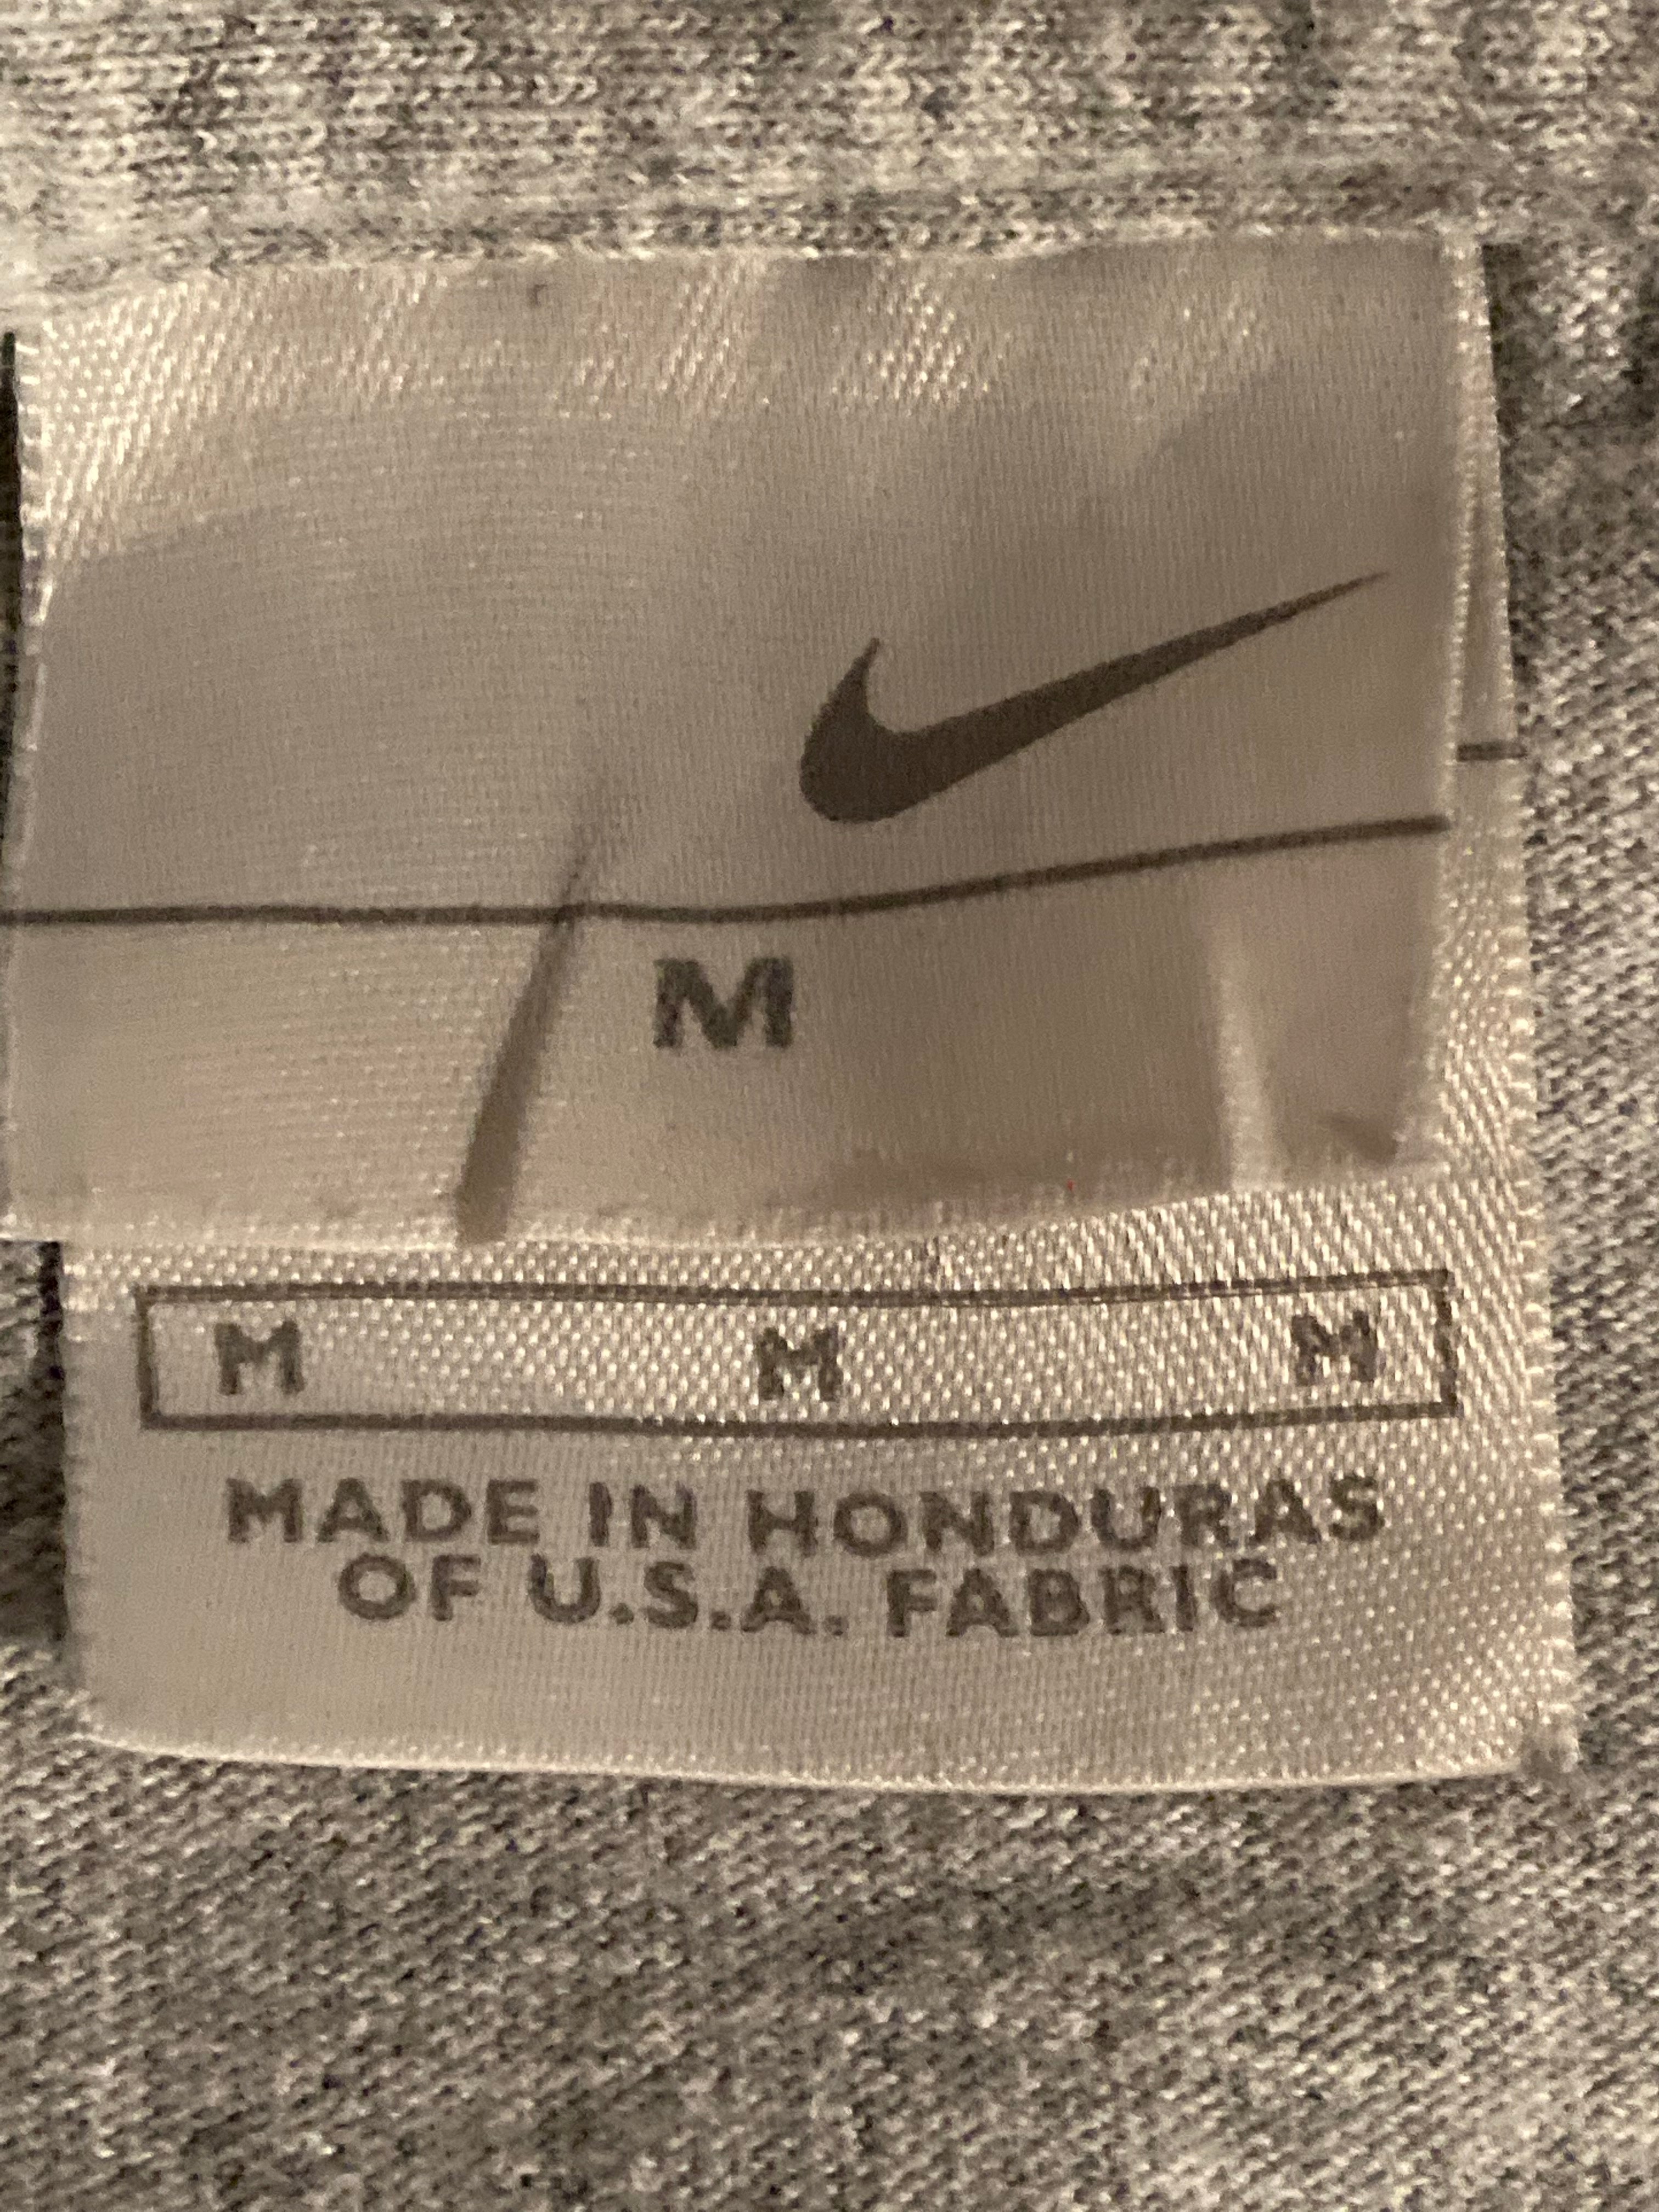 M
M M M
MADE IN HONDURAS
OF U.S.A. FABRIC